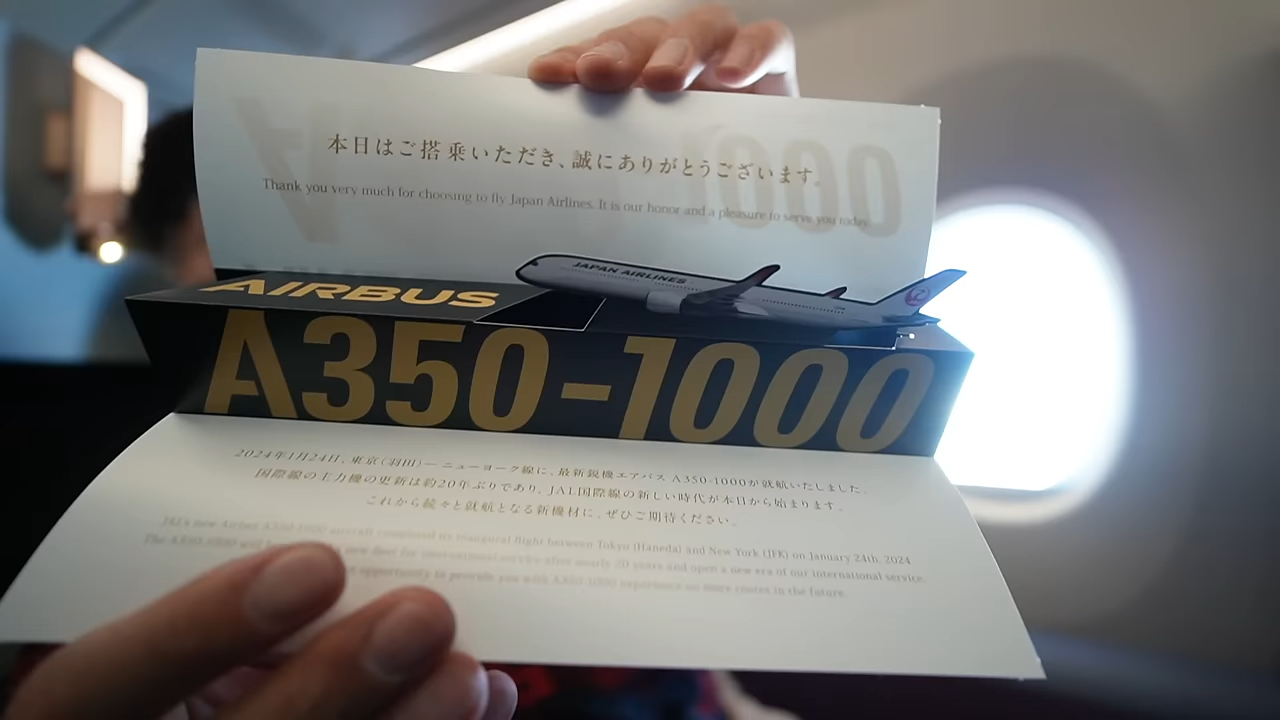 本日はご搭乗いただき、誠にありがとうございます。
Thank you very much for choosing to fly Japan Airlines. It is our honor and a pleasure to serve you today.
JAPAN AIRLINES
AIRBUS
A350-1000
2024年1月24日、東京(羽田)ーニューヨーク線に、最新鋭機エアバス A350-1000が就航いたしました。
国際線の主力機の更新は約20年ぶりであり、JAL国際線の新しい時代が本日から始まります。
これから続々と就航となる新機材に、ぜひご期待ください。
JAL's new Airbus A350-1000 aircraft completed its inaugural flight between Tokyo (Haneda) and New York (JFK) on January 24th, 2024
The A350-1000 will new fleet for international service after nearly 20 years and open a new era of our international service.
opportunity to provide you with A350-1000 experience on more routes in the future.